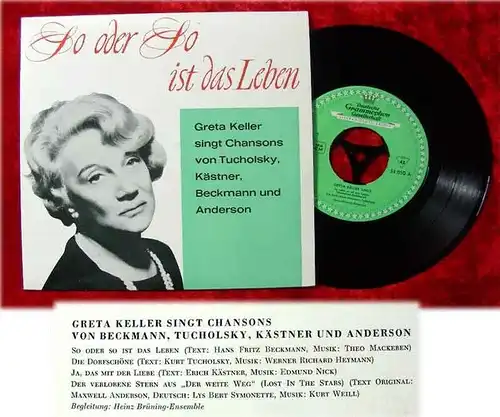 So oder So
ist das Leben
Greta Keller
singt Chansons
von Tucholsky,
Kästner,
Beckmann und
Anderson
Deutsche
Grammophon
Gesellschaft
45
GRETA KELLER SINGT
GRETA KELLER SINGT CHANSONS
VON BECKMANN, TUCHOLSKY, KÄSTNER UND ANDERSON
So oder so ist das Leben (Text: Hans Fritz Beckmann, Musik: Theo Mackeben)
Die Dorfschöne (Text: Kurt Tucholsky, Musik: Werner Richard Heymann)
Ja, das mit der Liebe (Text: Erich Kästner, Musik: Edmund Nick)
Der verlorene Stern aus „Der weite Weg" (Lost In The Stars) (Text Original:
Maxwell Anderson, Deutsch: Lys Bert Symonette, Musik: Kurt Weill)
Begleitung: Heinz Brüning-Ensemble